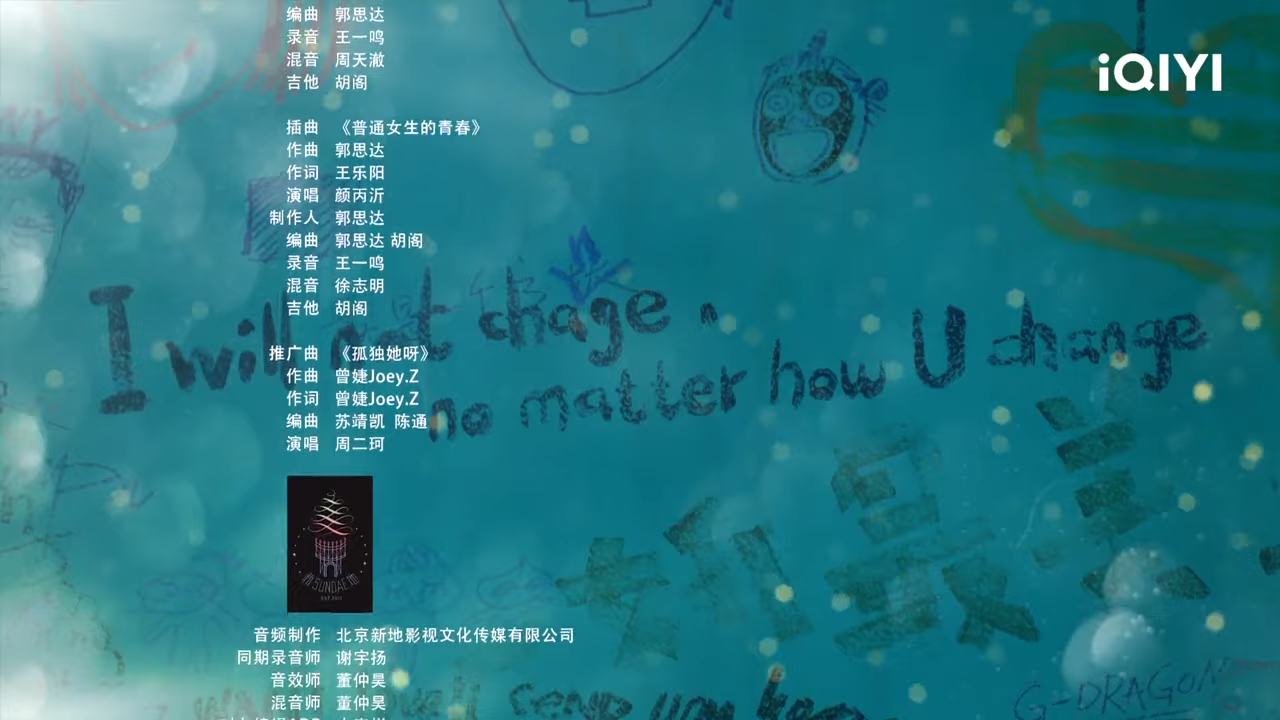 编曲 郭思达
录音 王一鸣
混音 周天澈
吉他 胡阁
iQIYI
插曲 《普通女生的青春》
作曲 郭思达
作词 王乐阳
演唱 颜丙沂
制作人 郭思达
编曲 郭思达 胡阁
录音 王一鸣
混音 徐志明
吉他 胡阁
I will not chage .
no matter how U change
推广曲 《孤独她呀》
作曲 曾婕Joey.Z
作词 曾婕Joey.Z
编曲 苏靖凯 陈通
演唱 周二珂
SUNDAE
音频制作 北京新地影视文化传媒有限公司
同期录音师 谢宇扬
音效师 董仲昊
混音师 董仲昊
G-DRAGON